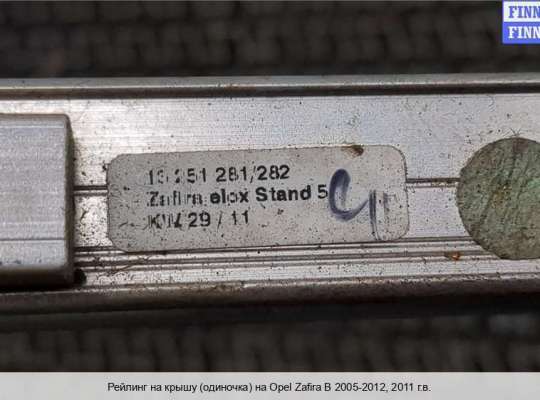 FINN
FINN
13 251 281/282
Zafira elox Stand 5
KW 29 / 11
Рейлинг на крышу (одиночка) на Opel Zafira B 2005-2012, 2011 г.в.